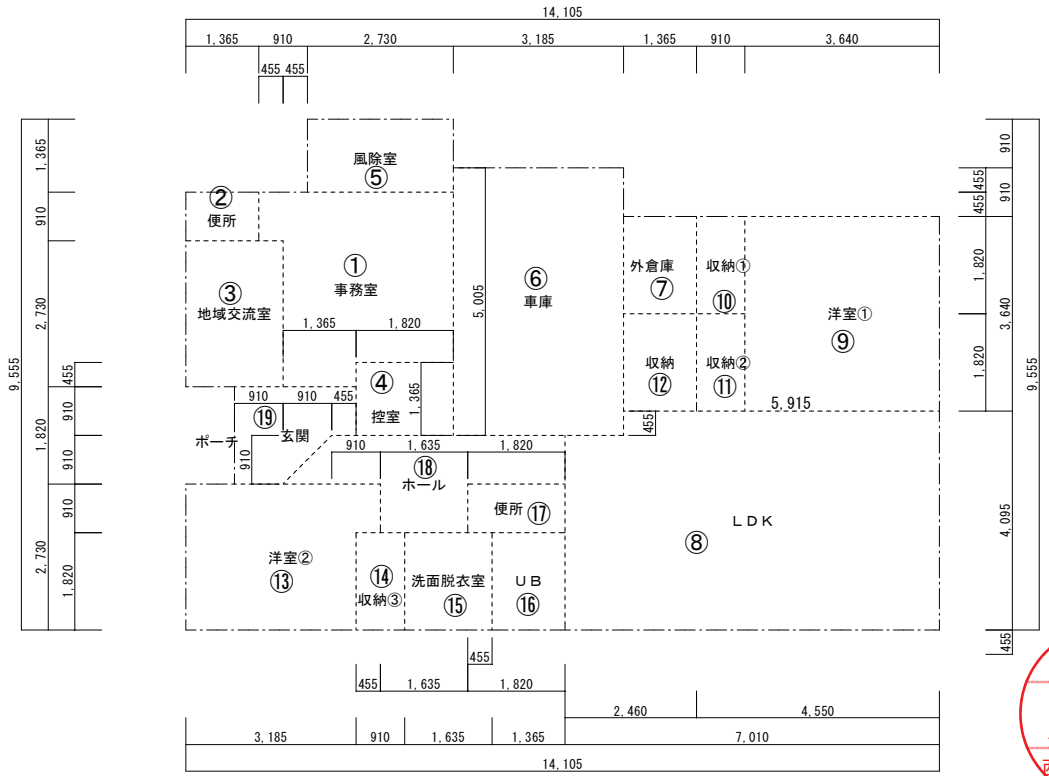 14,105
1,365 910 2,730 3,185 1,365 910 3,640
455 455
風除室
⑤
②
便所
①
事務室
③
地域交流室
⑥
車庫
5,005
外倉庫
⑦
収納①
⑩
洋室①
⑨
1,365 1,820
④
控室
1,365
収納
⑫
収納②
⑪
5,915
455
910 910 455
⑲
玄関
ポーチ
910
910 1,635 1,820
⑱
ホール
便所 ⑰
LDK
⑧
洋室②
⑬
⑭
収納③
洗面脱衣室
⑮
UB
⑯
9,555
1,365
910
2,730
1,820
2,730
455
910
910
910
1,820
455
455
1,820
1,820
910
910
3,640
4,095
455
9,555
455
455 1,635 1,820
2,460 4,550
3,185 910 1,635 1,365 7,010
14,105